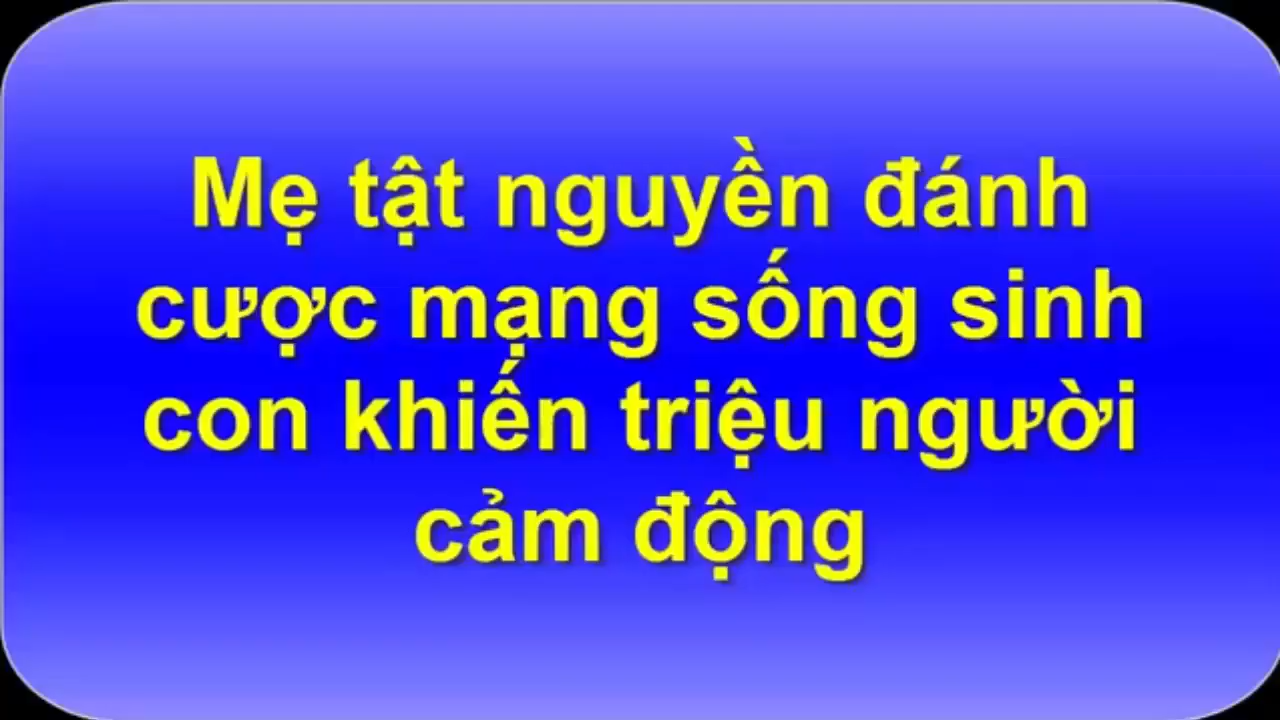 Mẹ tật nguyền đánh
cược mạng sống sinh
con khiến triệu người
cảm động